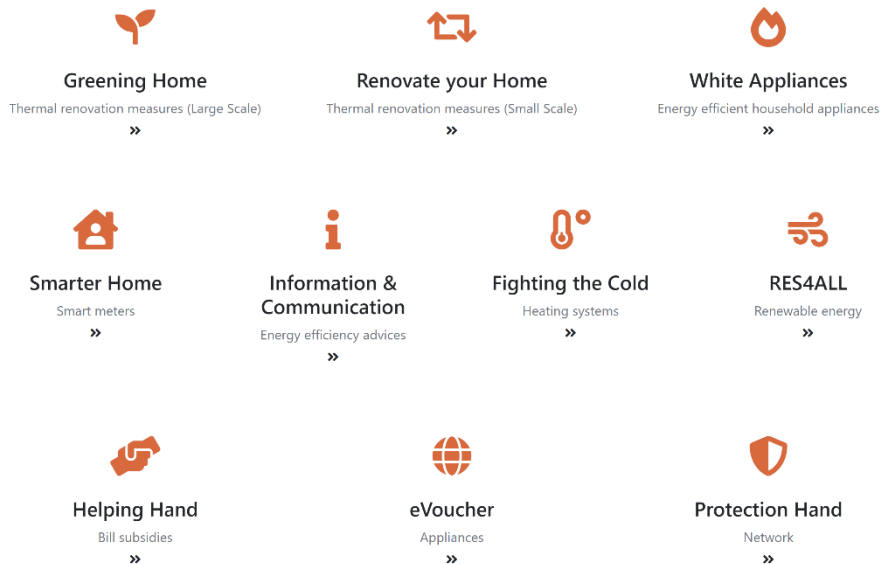 Greening Home
Thermal renovation measures (Large Scale)
»
Renovate your Home
Thermal renovation measures (Small Scale)
»
White Appliances
Energy efficient household appliances
»
Smarter Home
Smart meters
»
Information &
Communication
Energy efficiency advices
»
Fighting the Cold
Heating systems
»
RES4ALL
Renewable energy
»
Helping Hand
Bill subsidies
»
eVoucher
Appliances
»
Protection Hand
Network
»